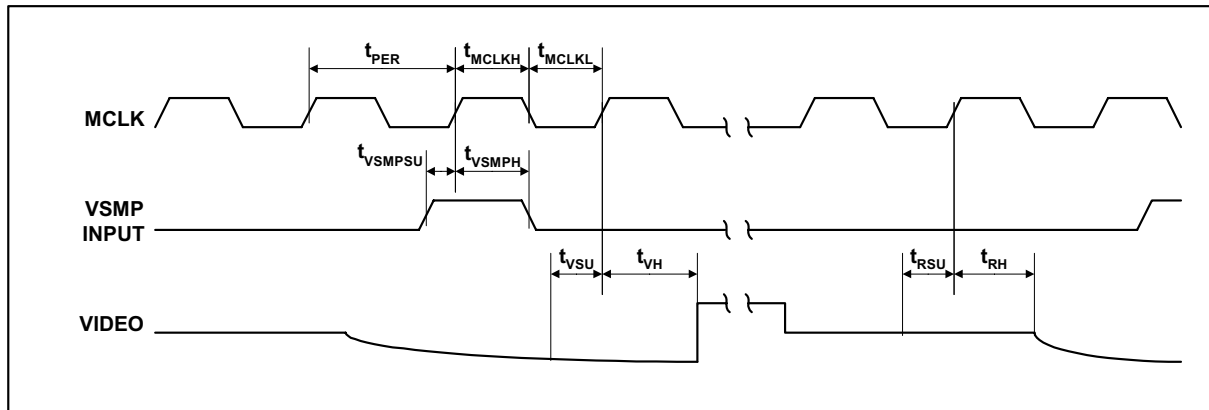 tPER tMCLKH tMCLKL
MCLK
tVSMPSU tVSMPH
VSMP
INPUT
tVSU tVH tRSU tRH
VIDEO